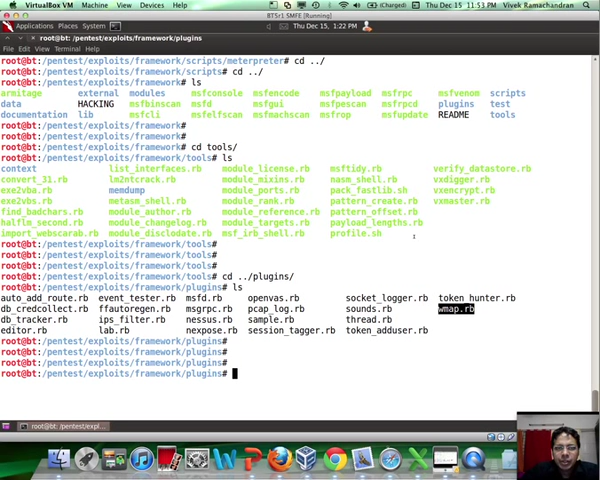 VirtualBox VM Machine View Devices Help (Charged) Thu Dec 15 11:53 PM Vivek Ramachandran
BT5r1 SMFE [Running]
Applications Places System Thu Dec 15, 1:22 PM
root@bt: /pentest/exploits/framework/plugins
File Edit View Terminal Help
root@bt:/pentest/exploits/framework/scripts/meterpreter# cd ../
root@bt:/pentest/exploits/framework/scripts# cd ../
root@bt:/pentest/exploits/framework# ls
armitage external modules msfconsole msfencode msfpayload msfrpc msfvenom scripts
data HACKING msfbinscan msfd msfgui msfpescan msfrpcd plugins test
documentation lib msfcli msfelfscan msfmachscan msfrop msfupdate README tools
root@bt:/pentest/exploits/framework#
root@bt:/pentest/exploits/framework#
root@bt:/pentest/exploits/framework# cd tools/
root@bt:/pentest/exploits/framework/tools# ls
context list_interfaces.rb module_license.rb msftidy.rb verify_datastore.rb
convert_31.rb lm2ntcrack.rb module_mixins.rb nasm_shell.rb vxdigger.rb
exe2vba.rb memdump module_ports.rb pack_fastlib.sh vxencrypt.rb
exe2vbs.rb metasm_shell.rb module_rank.rb pattern_create.rb vxmaster.rb
find_badchars.rb module_author.rb module_reference.rb pattern_offset.rb
halflm_second.rb module_changelog.rb module_targets.rb payload_lengths.rb
import_webscarab.rb module_disclodate.rb msf_irb_shell.rb profile.sh
root@bt:/pentest/exploits/framework/tools#
root@bt:/pentest/exploits/framework/tools#
root@bt:/pentest/exploits/framework/tools#
root@bt:/pentest/exploits/framework/tools# cd ../plugins/
root@bt:/pentest/exploits/framework/plugins# ls
auto_add_route.rb event_tester.rb msfd.rb openvas.rb socket_logger.rb token_hunter.rb
db_credcollect.rb ffautoregen.rb msgrpc.rb pcap_log.rb sounds.rb wmap.rb
db_tracker.rb ips_filter.rb nessus.rb sample.rb thread.rb
editor.rb lab.rb nexpose.rb session_tagger.rb token_adduser.rb
root@bt:/pentest/exploits/framework/plugins#
root@bt:/pentest/exploits/framework/plugins#
root@bt:/pentest/exploits/framework/plugins#
root@bt:/pentest/exploits/framework/plugins#
root@bt: /pentest/expl...